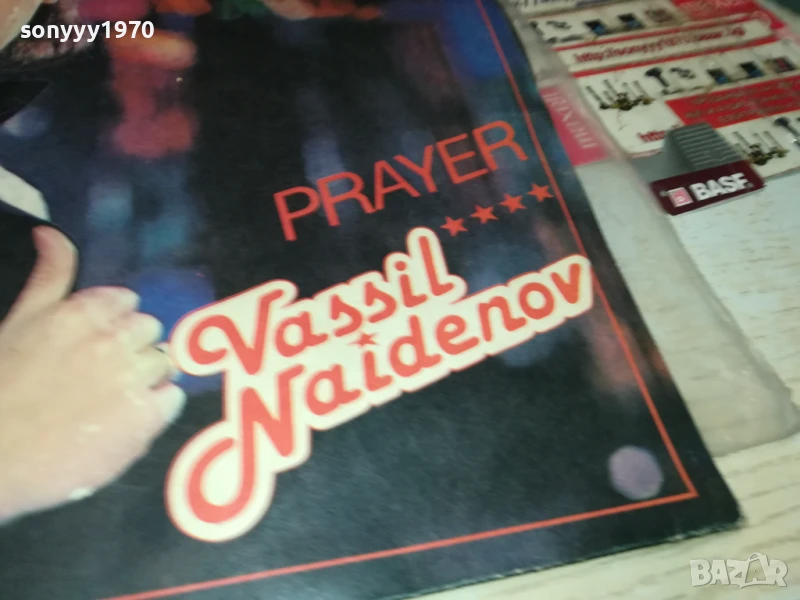 sonyyy1970
PRAYER
Vassil
Naidenov
BASF
BAZAR